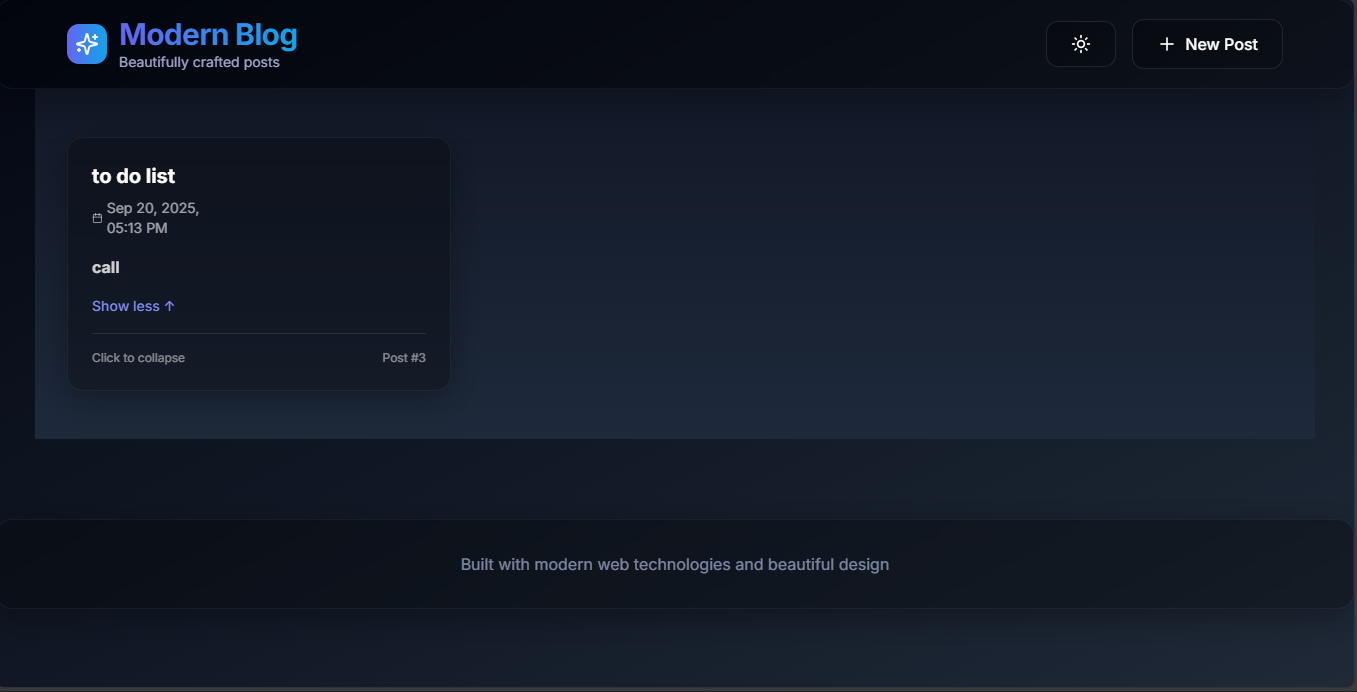 Modern Blog
Beautifully crafted posts
New Post
to do list
Sep 20, 2025,
05:13 PM
call
Show less ↑
Click to collapse
Post #3
Built with modern web technologies and beautiful design